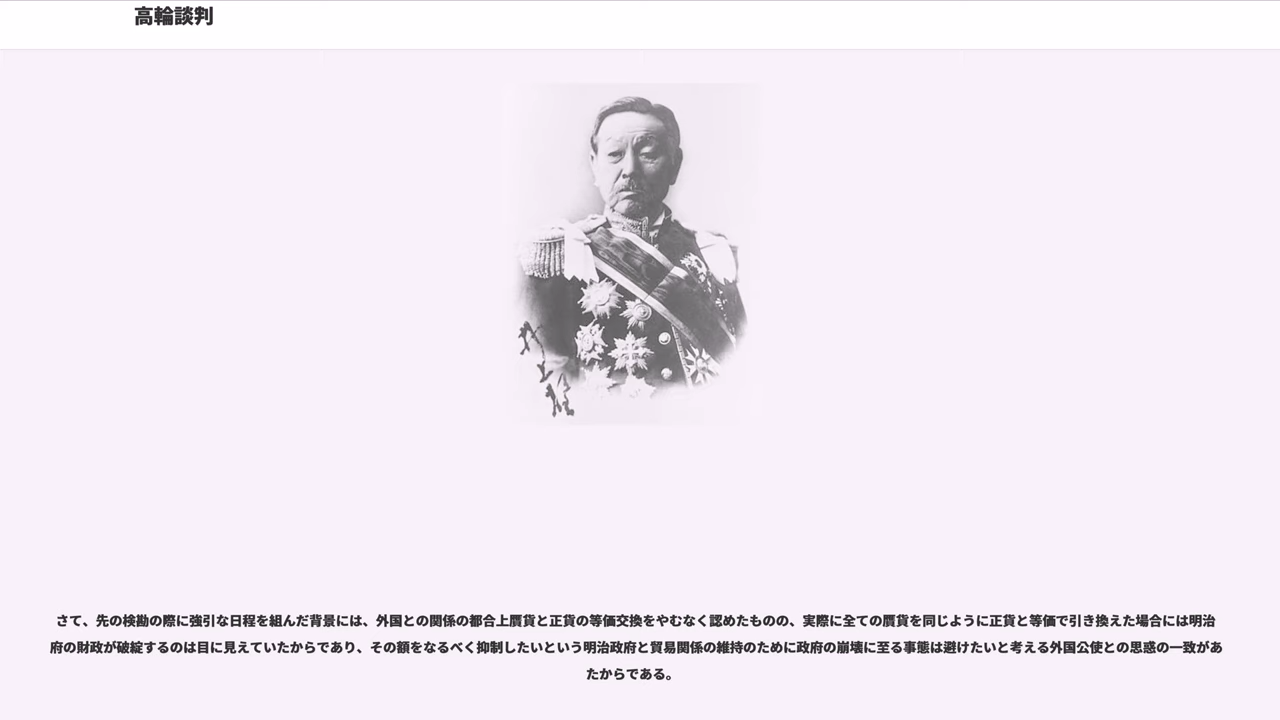 高輪談判
さて、先の検勘の際に強引な日程を組んだ背景には、外国との関係の都合上贋貨と正貨の等価交換をやむなく認めたものの、実際に全ての贋貨を同じように正貨と等価で引き換えた場合には明治
府の財政が破綻するのは目に見えていたからであり、その額をなるべく抑制したいという明治政府と貿易関係の維持のために政府の崩壊に至る事態は避けたいと考える外国公使との思惑の一致があ
たからである。